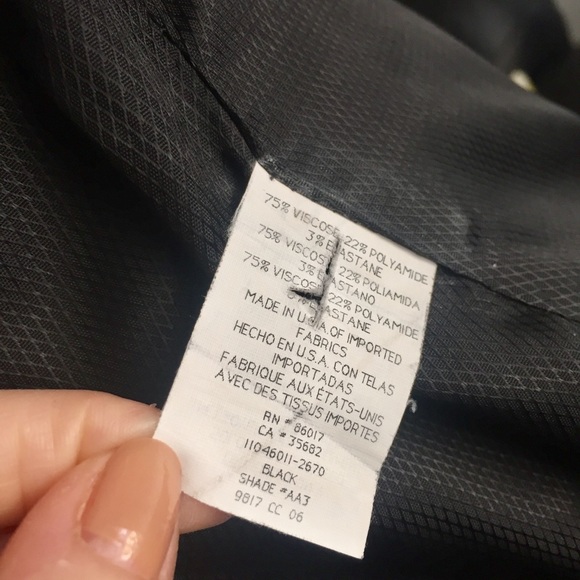 75% VISCOSE 22% POLYAMIDE
3% ELASTANE
75% VISCOS 22% POLIAMIDA
3% ELASTANO
75% VISCOS 22% POLYAMIDE
3% ELASTANE
MADE IN U.S.A OF IMPORTED
FABRICS
HECHO EN U.S.A. CON TELAS
IMPORTADAS
FABRIQUE AUX ÉTATS-UNIS
AVEC DES TISSUS IMPORTES
RN # 86017
CA # 35682
11046011-2670
BLACK
SHADE #AA3
9817 CC 06